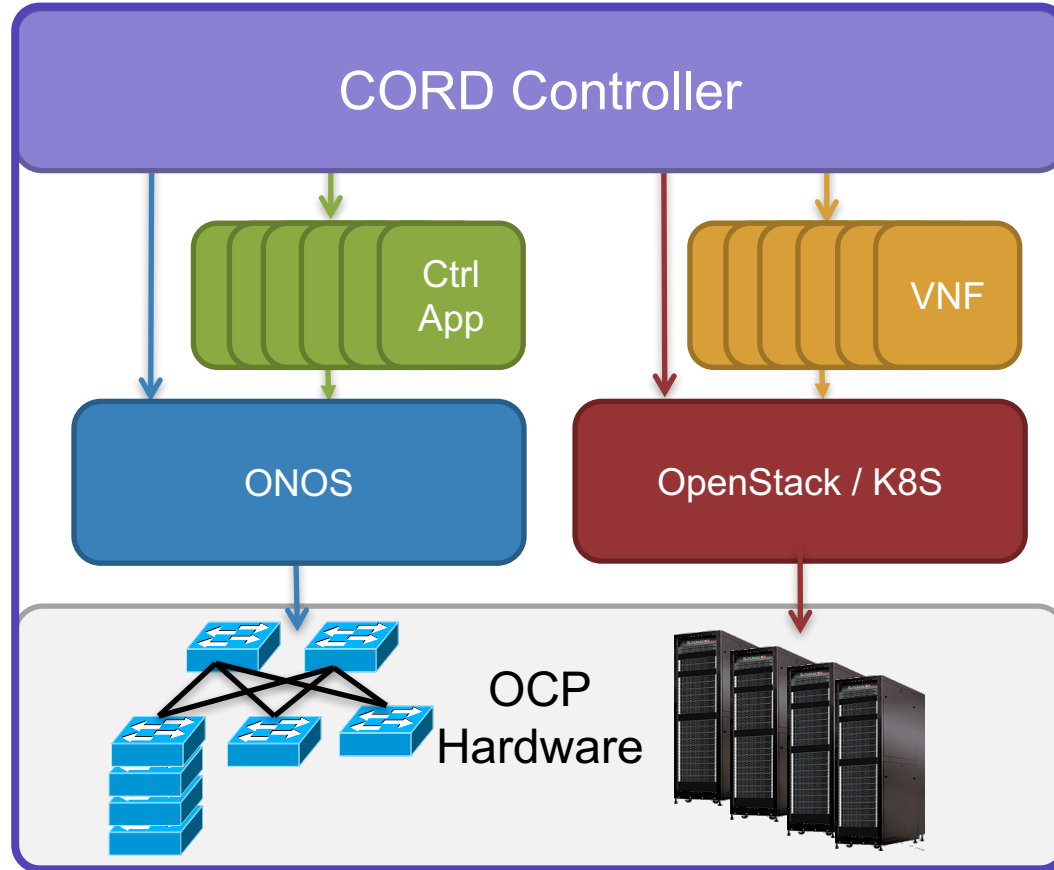 CORD Controller
Ctrl
App
VNF
ONOS
OpenStack / K8S
OCP
Hardware